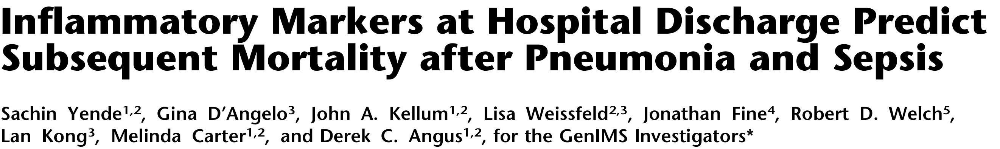 Inflammatory Markers at Hospital Discharge Predict
Subsequent Mortality after Pneumonia and Sepsis
Sachin Yende1,2, Gina D’Angelo3, John A. Kellum1,2, Lisa Weissfeld2,3, Jonathan Fine4, Robert D. Welch5,
Lan Kong3, Melinda Carter1,2, and Derek C. Angus1,2, for the GenIMS Investigators*